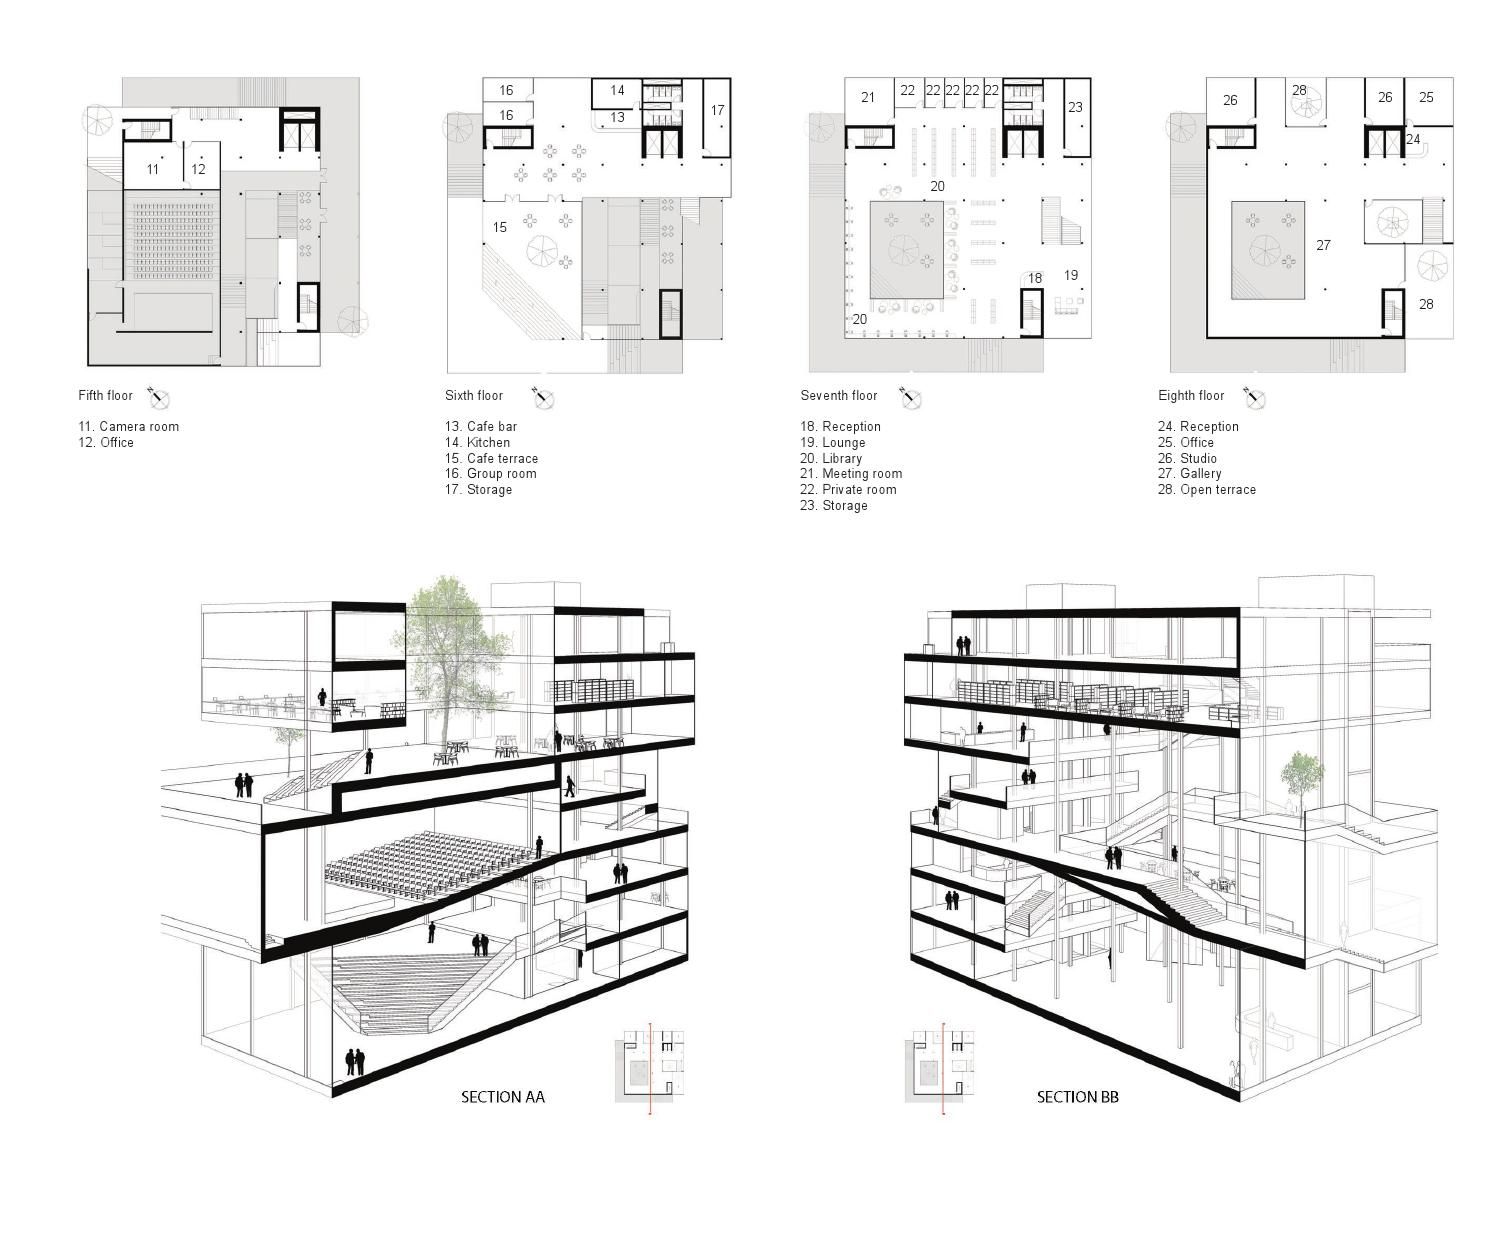 16
16
14
13
17
15
11
12
21
22
22
22
22
22
23
20
18
19
20
26
28
26
25
24
27
28
Fifth floor
N
11. Camera room
12. Office
Sixth floor
N
13. Cafe bar
14. Kitchen
15. Cafe terrace
16. Group room
17. Storage
Seventh floor
N
18. Reception
19. Lounge
20. Library
21. Meeting room
22. Private room
23. Storage
Eighth floor
N
24. Reception
25. Office
26. Studio
27. Gallery
28. Open terrace
SECTION AA
SECTION BB